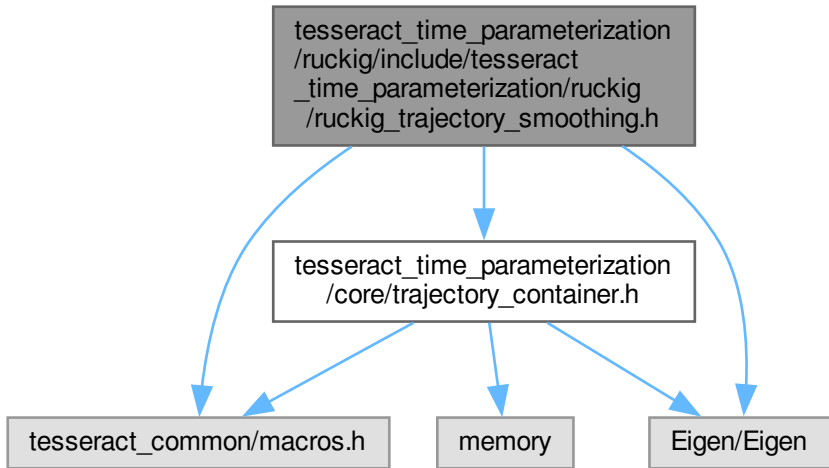 tesseract_time_parameterization
/ruckig/include/tesseract
_time_parameterization/ruckig
/ruckig_trajectory_smoothing.h
tesseract_time_parameterization
/core/trajectory_container.h
tesseract_common/macros.h
memory
Eigen/Eigen